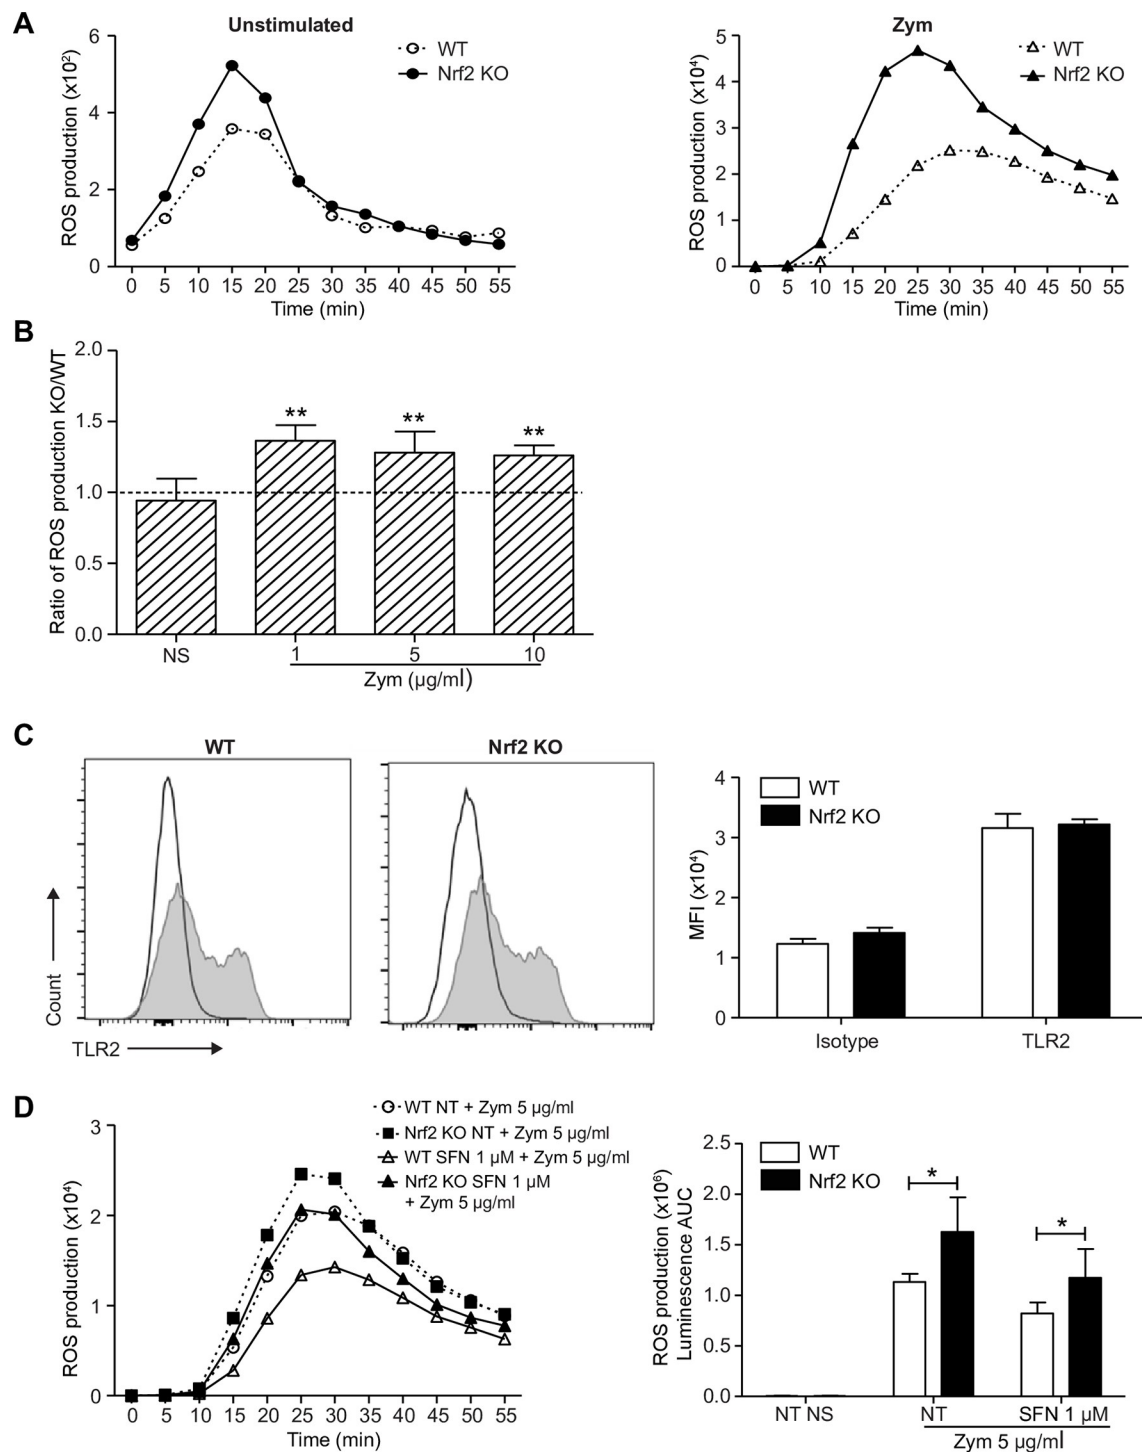 A
Unstimulated
ROS production (x10²)
6
4
2
0
WT
Nrf2 KO
0 5 10 15 20 25 30 35 40 45 50 55
Time (min)
Zym
ROS production (x10⁴)
5
4
3
2
1
0
WT
Nrf2 KO
0 5 10 15 20 25 30 35 40 45 50 55
Time (min)
B
Ratio of ROS production KO/WT
2.0
1.5
1.0
0.5
0.0
** ** **
NS 1 5 10
Zym (µg/ml)
C
WT
Nrf2 KO
Count
TLR2
MFI (x10⁴)
4
3
2
1
0
WT
Nrf2 KO
Isotype TLR2
D
ROS production (x10⁴)
3
2
1
0
WT NT + Zym 5 µg/ml
Nrf2 KO NT + Zym 5 µg/ml
WT SFN 1 µM + Zym 5 µg/ml
Nrf2 KO SFN 1 µM
+ Zym 5 µg/ml
0 5 10 15 20 25 30 35 40 45 50 55
Time (min)
ROS production (x10⁶)
Luminescence AUC
2.5
2.0
1.5
1.0
0.5
0.0
WT
Nrf2 KO
* *
NT NS NT SFN 1 µM
Zym 5 µg/ml